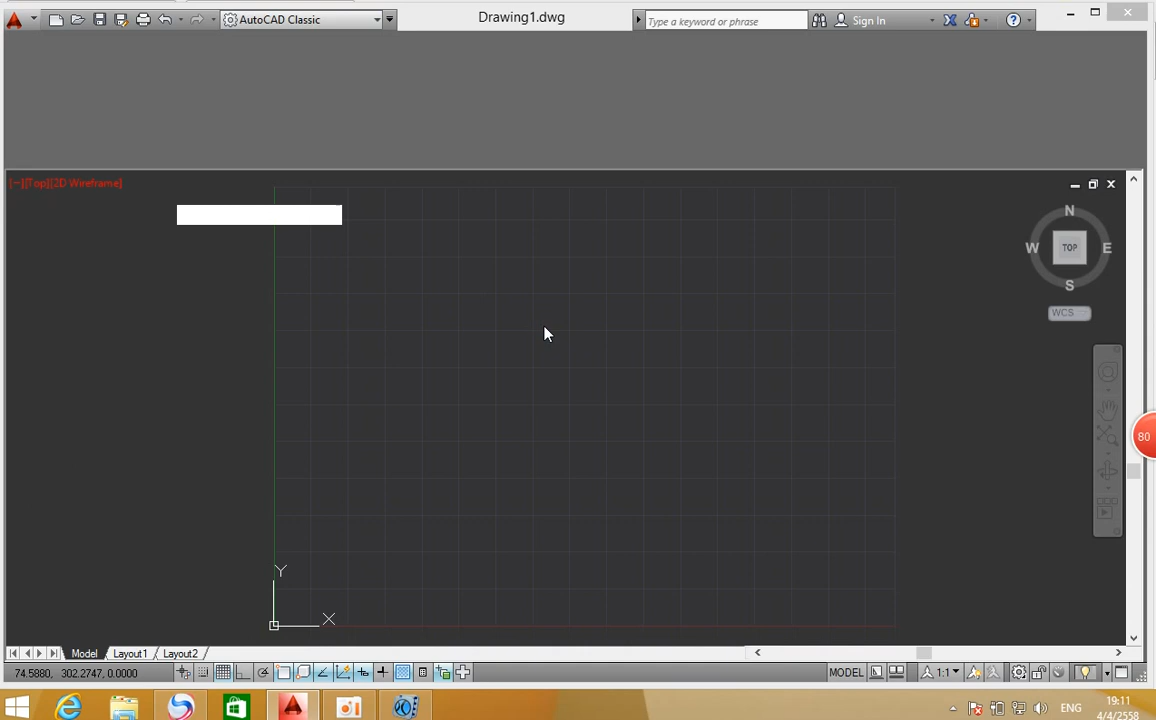 AutoCAD Classic
Drawing1.dwg
Type a keyword or phrase
Sign In
[−][Top][2D Wireframe]
N
W
TOP
E
S
WCS
80
Y
X
Model
Layout1
Layout2
74.5880, 302.2747, 0.0000
MODEL
1:1
ENG
19:11
4/4/2558